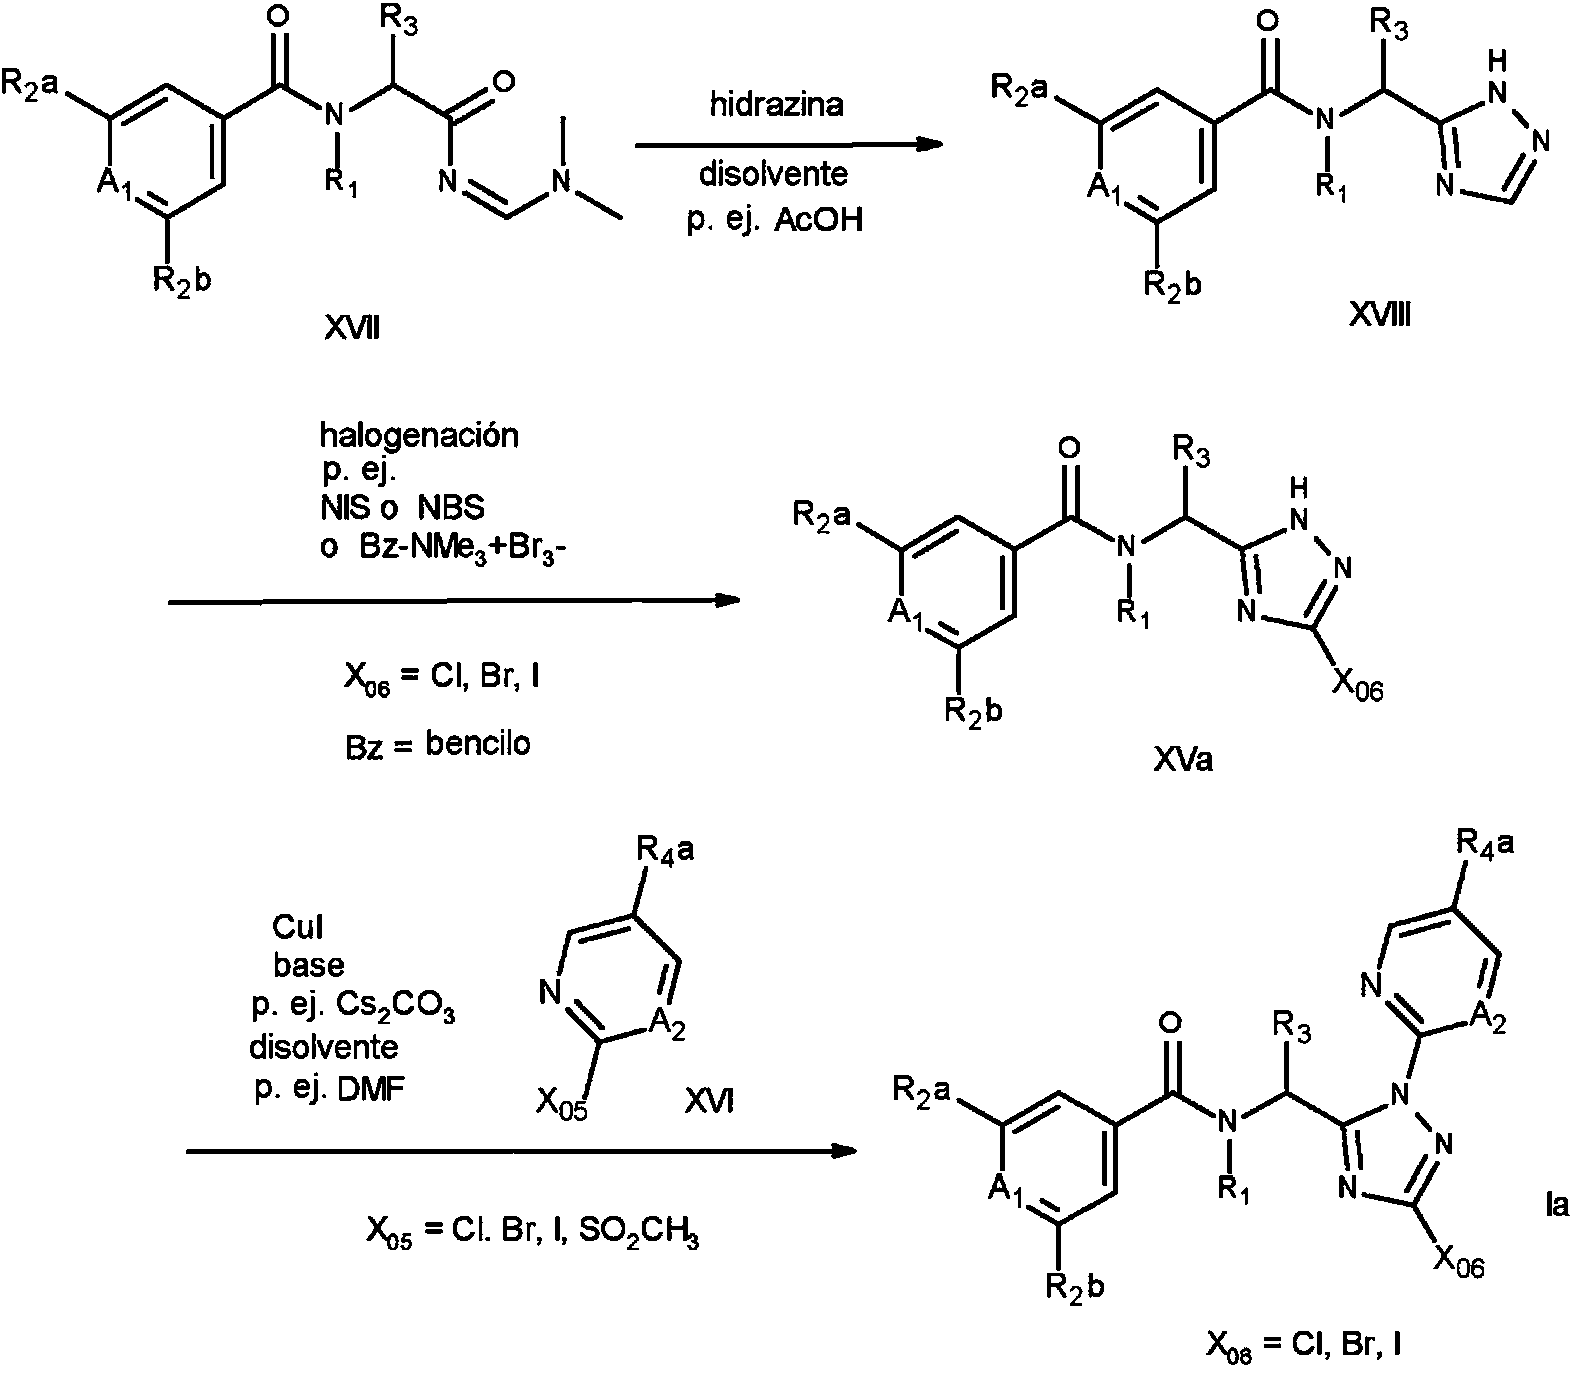 O
R3
R2a
O
N
hidrazina
A1
R1
N
N
disolvente
p. ej. AcOH
R2b
XVII
O
R3
H
R2a
N
N
N
A1
R1
N
R2b
XVIII
halogenación
p. ej.
NIS o NBS
o Bz-NMe3+Br3-
X06 = Cl, Br, I
Bz = bencilo
O
R3
H
R2a
N
N
N
A1
R1
N
X06
R2b
XVa
CuI
base
p. ej. Cs2CO3
disolvente
p. ej. DMF
R4a
N
A2
X05
XVI
X05 = Cl. Br, I, SO2CH3
R4a
N
A2
O
R3
R2a
N
N
N
A1
R1
N
Ia
X06
R2b
X06 = Cl, Br, I